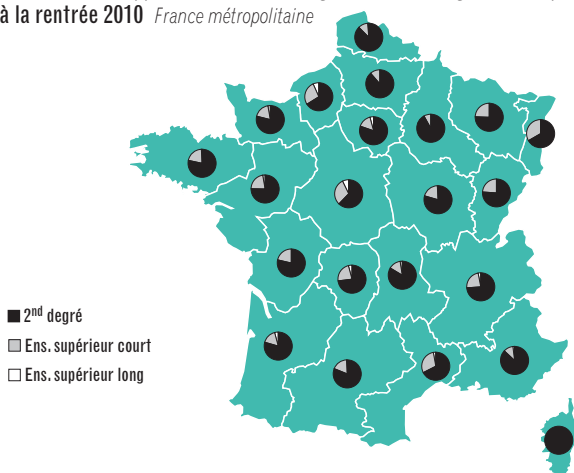 à la rentrée 2010 France métropolitaine
2nd degré
Ens. supérieur court
Ens. supérieur long